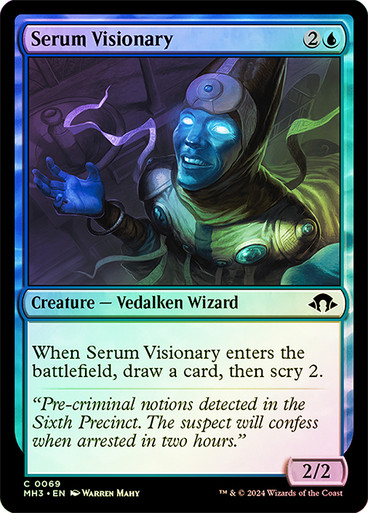 Serum Visionary 2
Creature — Vedalken Wizard
When Serum Visionary enters the
battlefield, draw a card, then scry 2.
“Pre-criminal notions detected in the
Sixth Precinct. The suspect will confess
when arrested in two hours.”
2/2
C 0069
MH3 • EN Warren Mahy
™ & © 2024 Wizards of the Coast